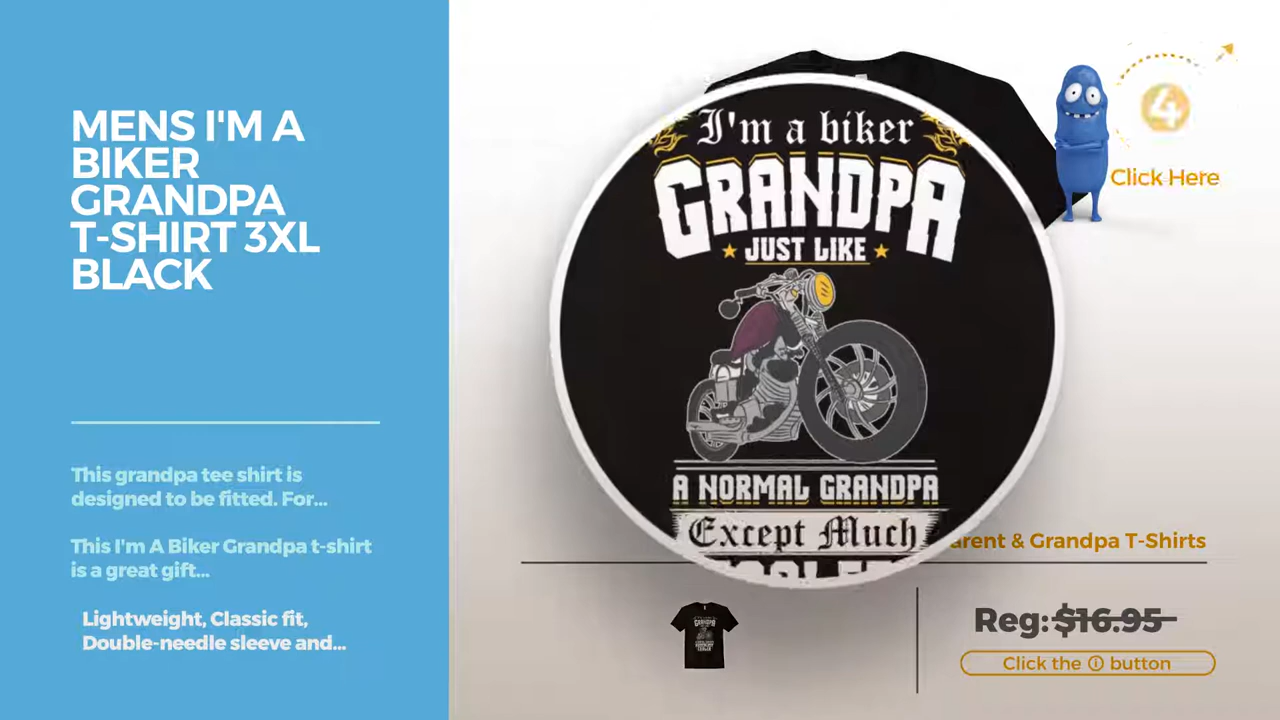 MENS I'M A
BIKER
GRANDPA
T-SHIRT 3XL
BLACK
This grandpa tee shirt is
designed to be fitted. For...
This I'm A Biker Grandpa t-shirt
is a great gift...
Lightweight, Classic fit,
Double-needle sleeve and...
I'm a biker
GRANDPA
JUST LIKE
A NORMAL GRANDPA
Except Much
4
Click Here
& Grandpa T-Shirts
Reg: $16.95
Click the ⓘ button